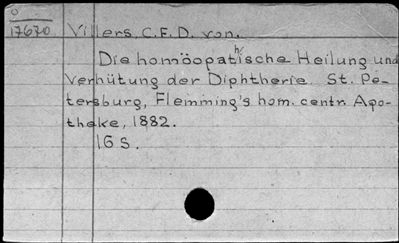 O
17670 Villers, C.F.D. von.
Die homöopathische Heilung und
Verhütung der Diphtherie St. Pe-
tersburg, Flemming's hom. centr. Apo-
theke, 1882.
16 S.